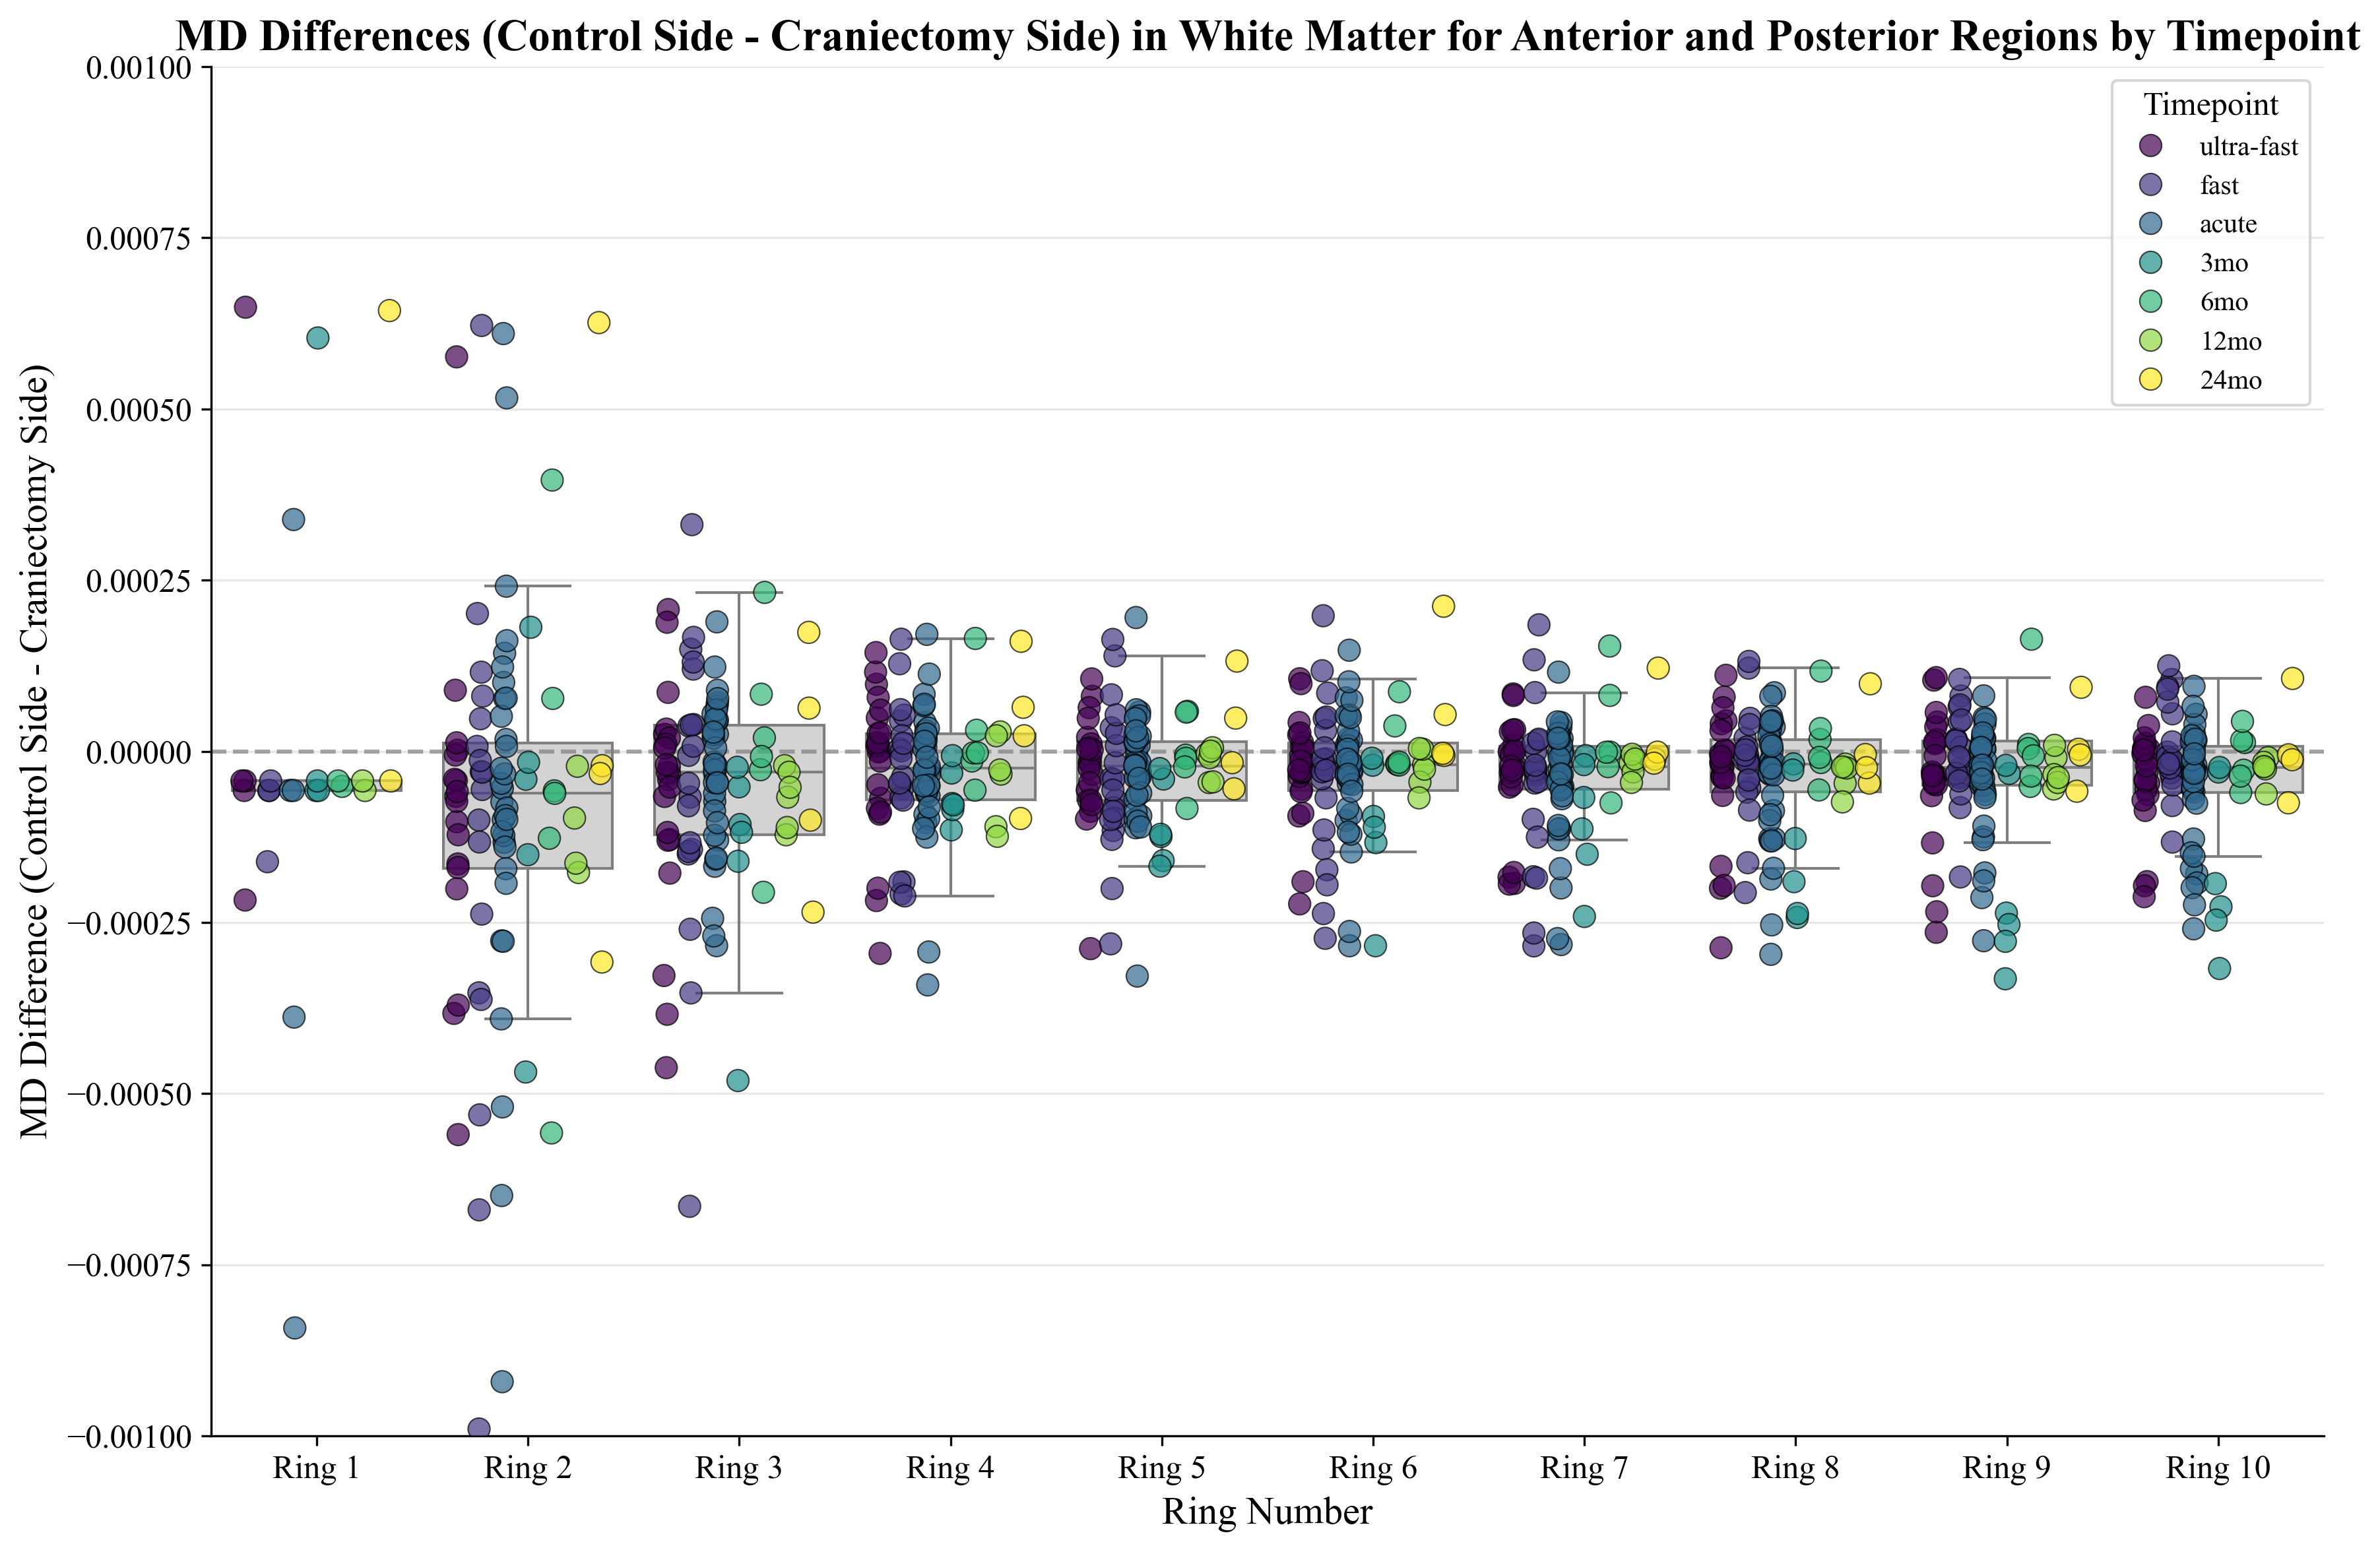 MD Differences (Control Side - Craniectomy Side) in White Matter for Anterior and Posterior Regions by Timepoint
MD Difference (Control Side - Craniectomy Side)
0.00100
0.00075
0.00050
0.00025
0.00000
−0.00025
−0.00050
−0.00075
−0.00100
Timepoint
ultra-fast
fast
acute
3mo
6mo
12mo
24mo
Ring 1
Ring 2
Ring 3
Ring 4
Ring 5
Ring 6
Ring 7
Ring 8
Ring 9
Ring 10
Ring Number